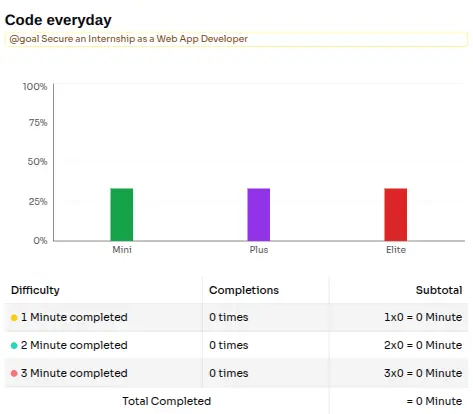 Code everyday
@goal Secure an Internship as a Web App Developer
100%
75%
50%
25%
0%
Mini Plus Elite
Difficulty Completions Subtotal
1 Minute completed 0 times 1x0 = 0 Minute
2 Minute completed 0 times 2x0 = 0 Minute
3 Minute completed 0 times 3x0 = 0 Minute
Total Completed = 0 Minute